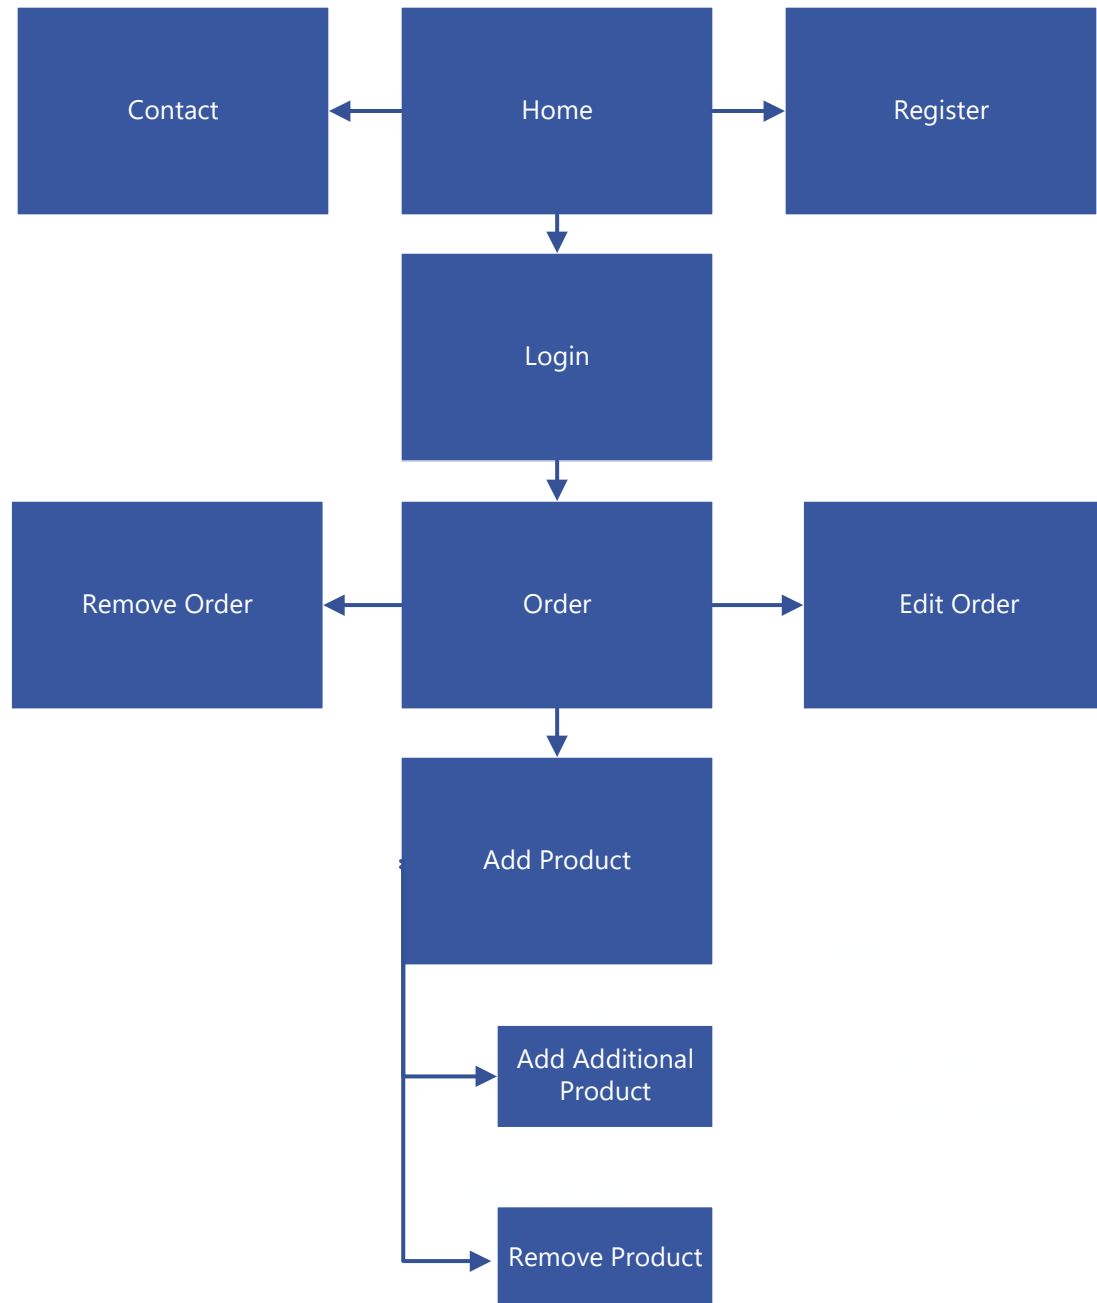 Contact
Home
Register
Login
Remove Order
Order
Edit Order
Add Product
Add Additional
Product
Remove Product